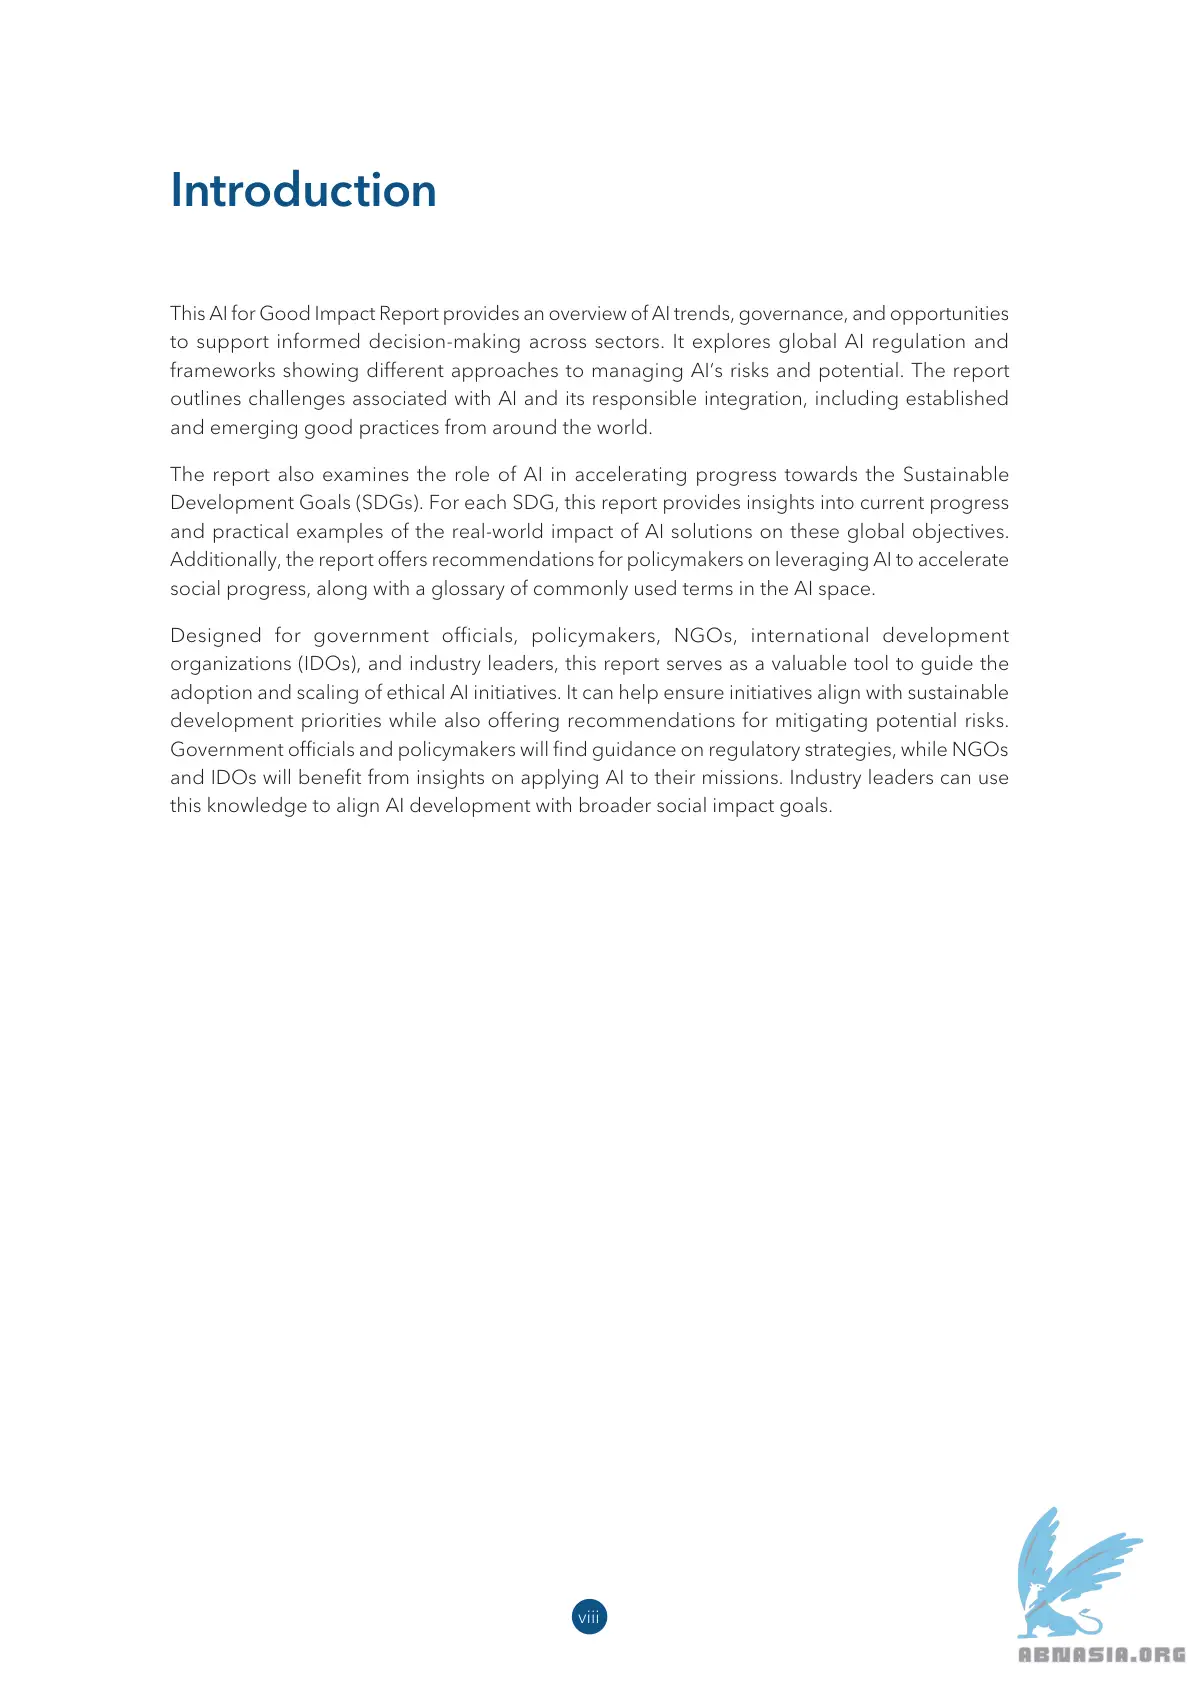 Introduction
This AI for Good Impact Report provides an overview of AI trends, governance, and opportunities
to support informed decision-making across sectors. It explores global AI regulation and
frameworks showing different approaches to managing AI’s risks and potential. The report
outlines challenges associated with AI and its responsible integration, including established
and emerging good practices from around the world.
The report also examines the role of AI in accelerating progress towards the Sustainable
Development Goals (SDGs). For each SDG, this report provides insights into current progress
and practical examples of the real-world impact of AI solutions on these global objectives.
Additionally, the report offers recommendations for policymakers on leveraging AI to accelerate
social progress, along with a glossary of commonly used terms in the AI space.
Designed for government officials, policymakers, NGOs, international development
organizations (IDOs), and industry leaders, this report serves as a valuable tool to guide the
adoption and scaling of ethical AI initiatives. It can help ensure initiatives align with sustainable
development priorities while also offering recommendations for mitigating potential risks.
Government officials and policymakers will find guidance on regulatory strategies, while NGOs
and IDOs will benefit from insights on applying AI to their missions. Industry leaders can use
this knowledge to align AI development with broader social impact goals.
viii
ABNASIA.ORG